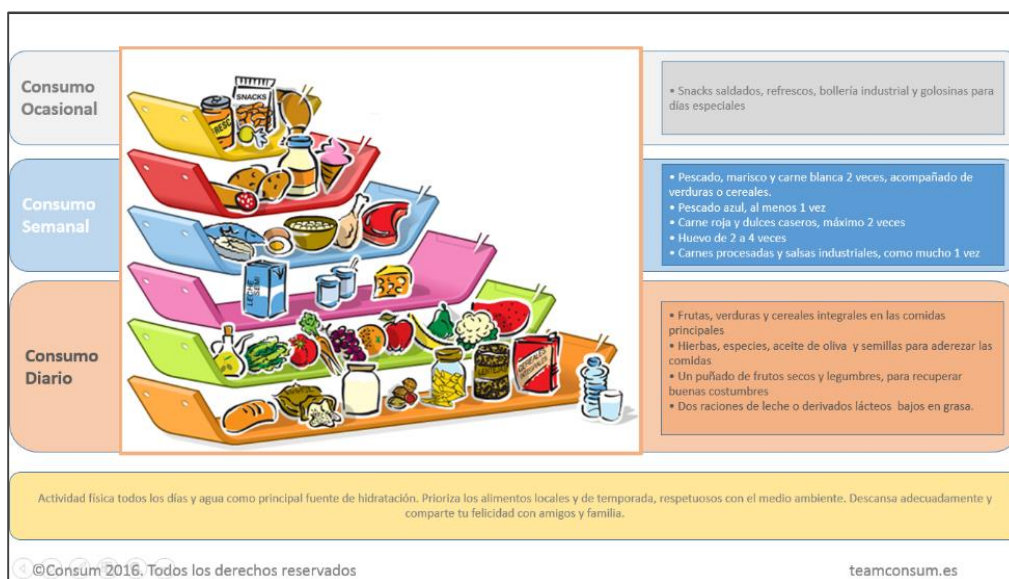 Consumo
Ocasional
SNACKS
• Snacks saldados, refrescos, bollería industrial y golosinas para
días especiales
Consumo
Semanal
• Pescado, marisco y carne blanca 2 veces, acompañado de
verduras o cereales.
• Pescado azul, al menos 1 vez
• Carne roja y dulces caseros, máximo 2 veces
• Huevo de 2 a 4 veces
• Carnes procesadas y salsas industriales, como mucho 1 vez
LECHE
SEMI
Consumo
Diario
CEREALES
INTEGRALES
• Frutas, verduras y cereales integrales en las comidas
principales
• Hierbas, especies, aceite de oliva y semillas para aderezar las
comidas
• Un puñado de frutos secos y legumbres, para recuperar
buenas costumbres
• Dos raciones de leche o derivados lácteos bajos en grasa.
Actividad física todos los días y agua como principal fuente de hidratación. Prioriza los alimentos locales y de temporada, respetuosos con el medio ambiente. Descansa adecuadamente y
comparte tu felicidad con amigos y familia.
©Consum 2016. Todos los derechos reservados
teamconsum.es